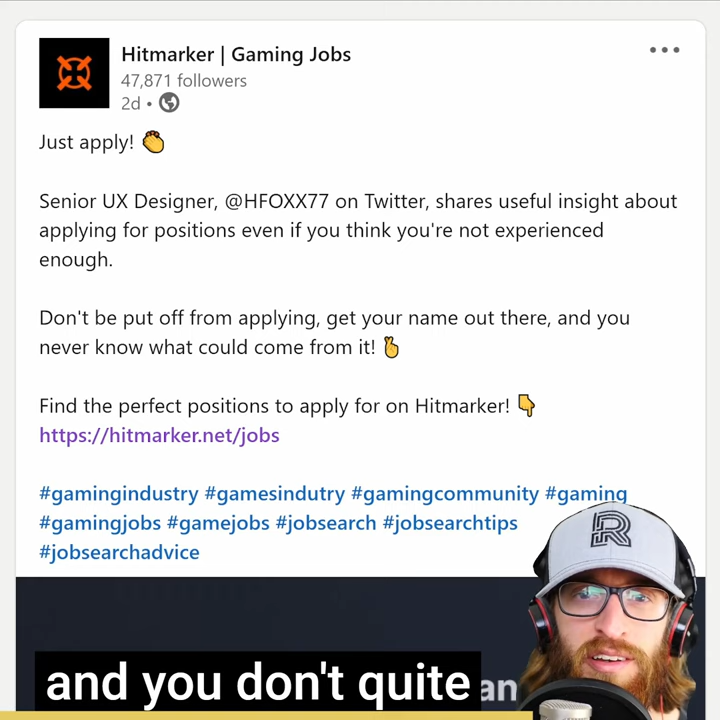 Hitmarker | Gaming Jobs
47,871 followers
2d •
Just apply! 👏
Senior UX Designer, @HFOXX77 on Twitter, shares useful insight about
applying for positions even if you think you're not experienced
enough.
Don't be put off from applying, get your name out there, and you
never know what could come from it! 🫰
Find the perfect positions to apply for on Hitmarker! 👇
https://hitmarker.net/jobs
#gamingindustry #gamesindutry #gamingcommunity #gaming
#gamingjobs #gamejobs #jobsearch #jobsearchtips
#jobsearchadvice
R
and you don't quite